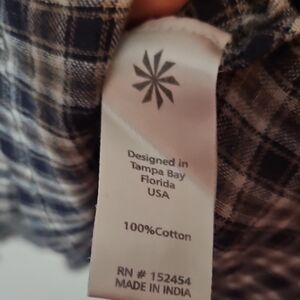 Designed in
Tampa Bay
Florida
USA
100%Cotton
RN # 152454
MADE IN INDIA